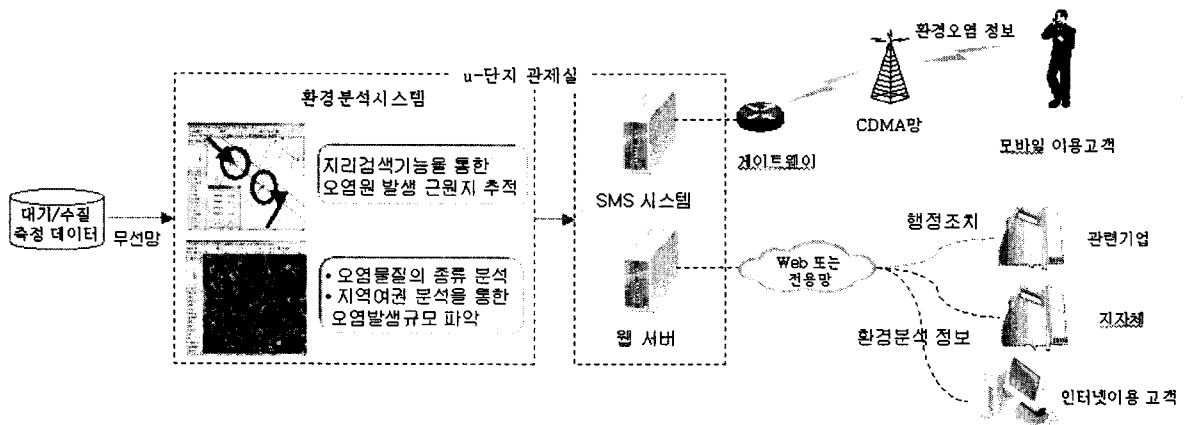 u-단지 관제실
환경분석시스템
지리검색기능을 통한
오염원 발생 근원지 추적
• 오염물질의 종류 분석
• 지역여권 분석을 통한
오염발생규모 파악
대기/수질
측정 데이터
무선망
SMS 시스템
웹 서버
게이트웨이
CDMA망
환경오염 정보
모바일 이용고객
Web 또는
전용망
행정조치
환경분석 정보
관련기업
지자체
인터넷이용 고객